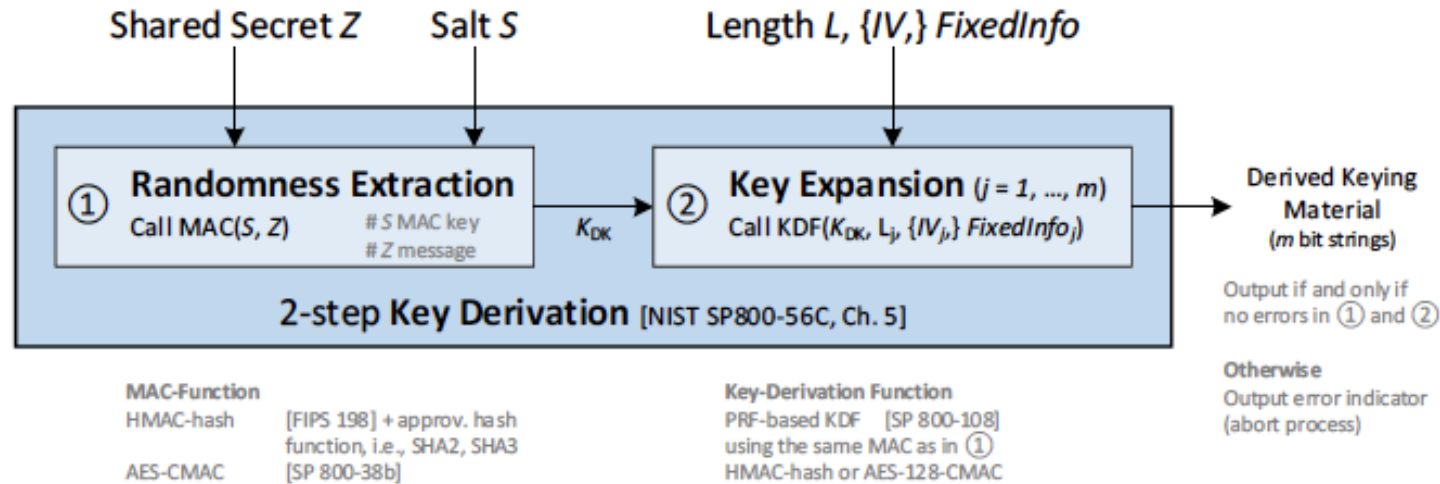 Shared Secret Z
Salt S
Length L, {IV,} FixedInfo
① Randomness Extraction
Call MAC(S, Z)
# S MAC key
# Z message
K_DK
② Key Expansion (j = 1, ..., m)
Call KDF(K_DK, L_j, {IV_j,} FixedInfo_j)
2-step Key Derivation [NIST SP800-56C, Ch. 5]
Derived Keying
Material
(m bit strings)
Output if and only if
no errors in ① and ②
Otherwise
Output error indicator
(abort process)
MAC-Function
HMAC-hash [FIPS 198] + approv. hash
function, i.e., SHA2, SHA3
AES-CMAC [SP 800-38b]
Key-Derivation Function
PRF-based KDF [SP 800-108]
using the same MAC as in ①
HMAC-hash or AES-128-CMAC